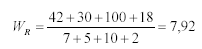 W_R = (42+30+100+18)/(7+5+10+2) = 7,92